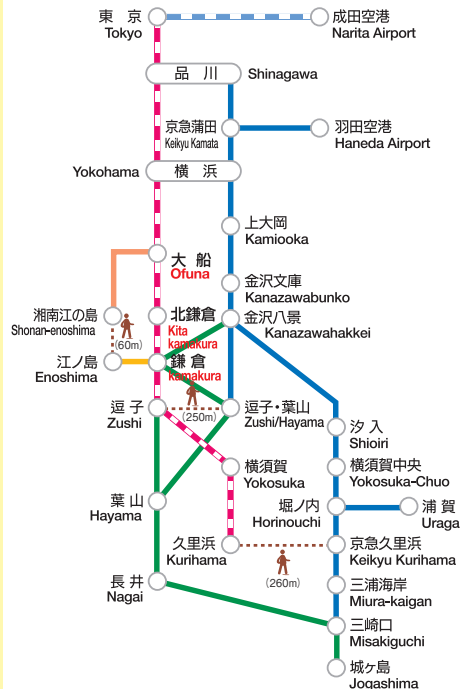 東 京
Tokyo
成田空港
Narita Airport
品 川
Shinagawa
京急蒲田
Keikyu Kamata
羽田空港
Haneda Airport
Yokohama
横 浜
上大岡
Kamiooka
大 船
Ofuna
金沢文庫
Kanazawabunko
湘南江の島
Shonan-enoshima
(60m)
北鎌倉
Kita
kamakura
金沢八景
Kanazawahakkei
江ノ島
Enoshima
鎌 倉
kamakura
逗 子
Zushi
(250m)
逗子・葉山
Zushi/Hayama
汐 入
Shioiri
横須賀
Yokosuka
横須賀中央
Yokosuka-Chuo
葉 山
Hayama
堀ノ内
Horinouchi
浦 賀
Uraga
久里浜
Kurihama
(260m)
京急久里浜
Keikyu Kurihama
長 井
Nagai
三浦海岸
Miura-kaigan
三崎口
Misakiguchi
城ヶ島
Jogashima